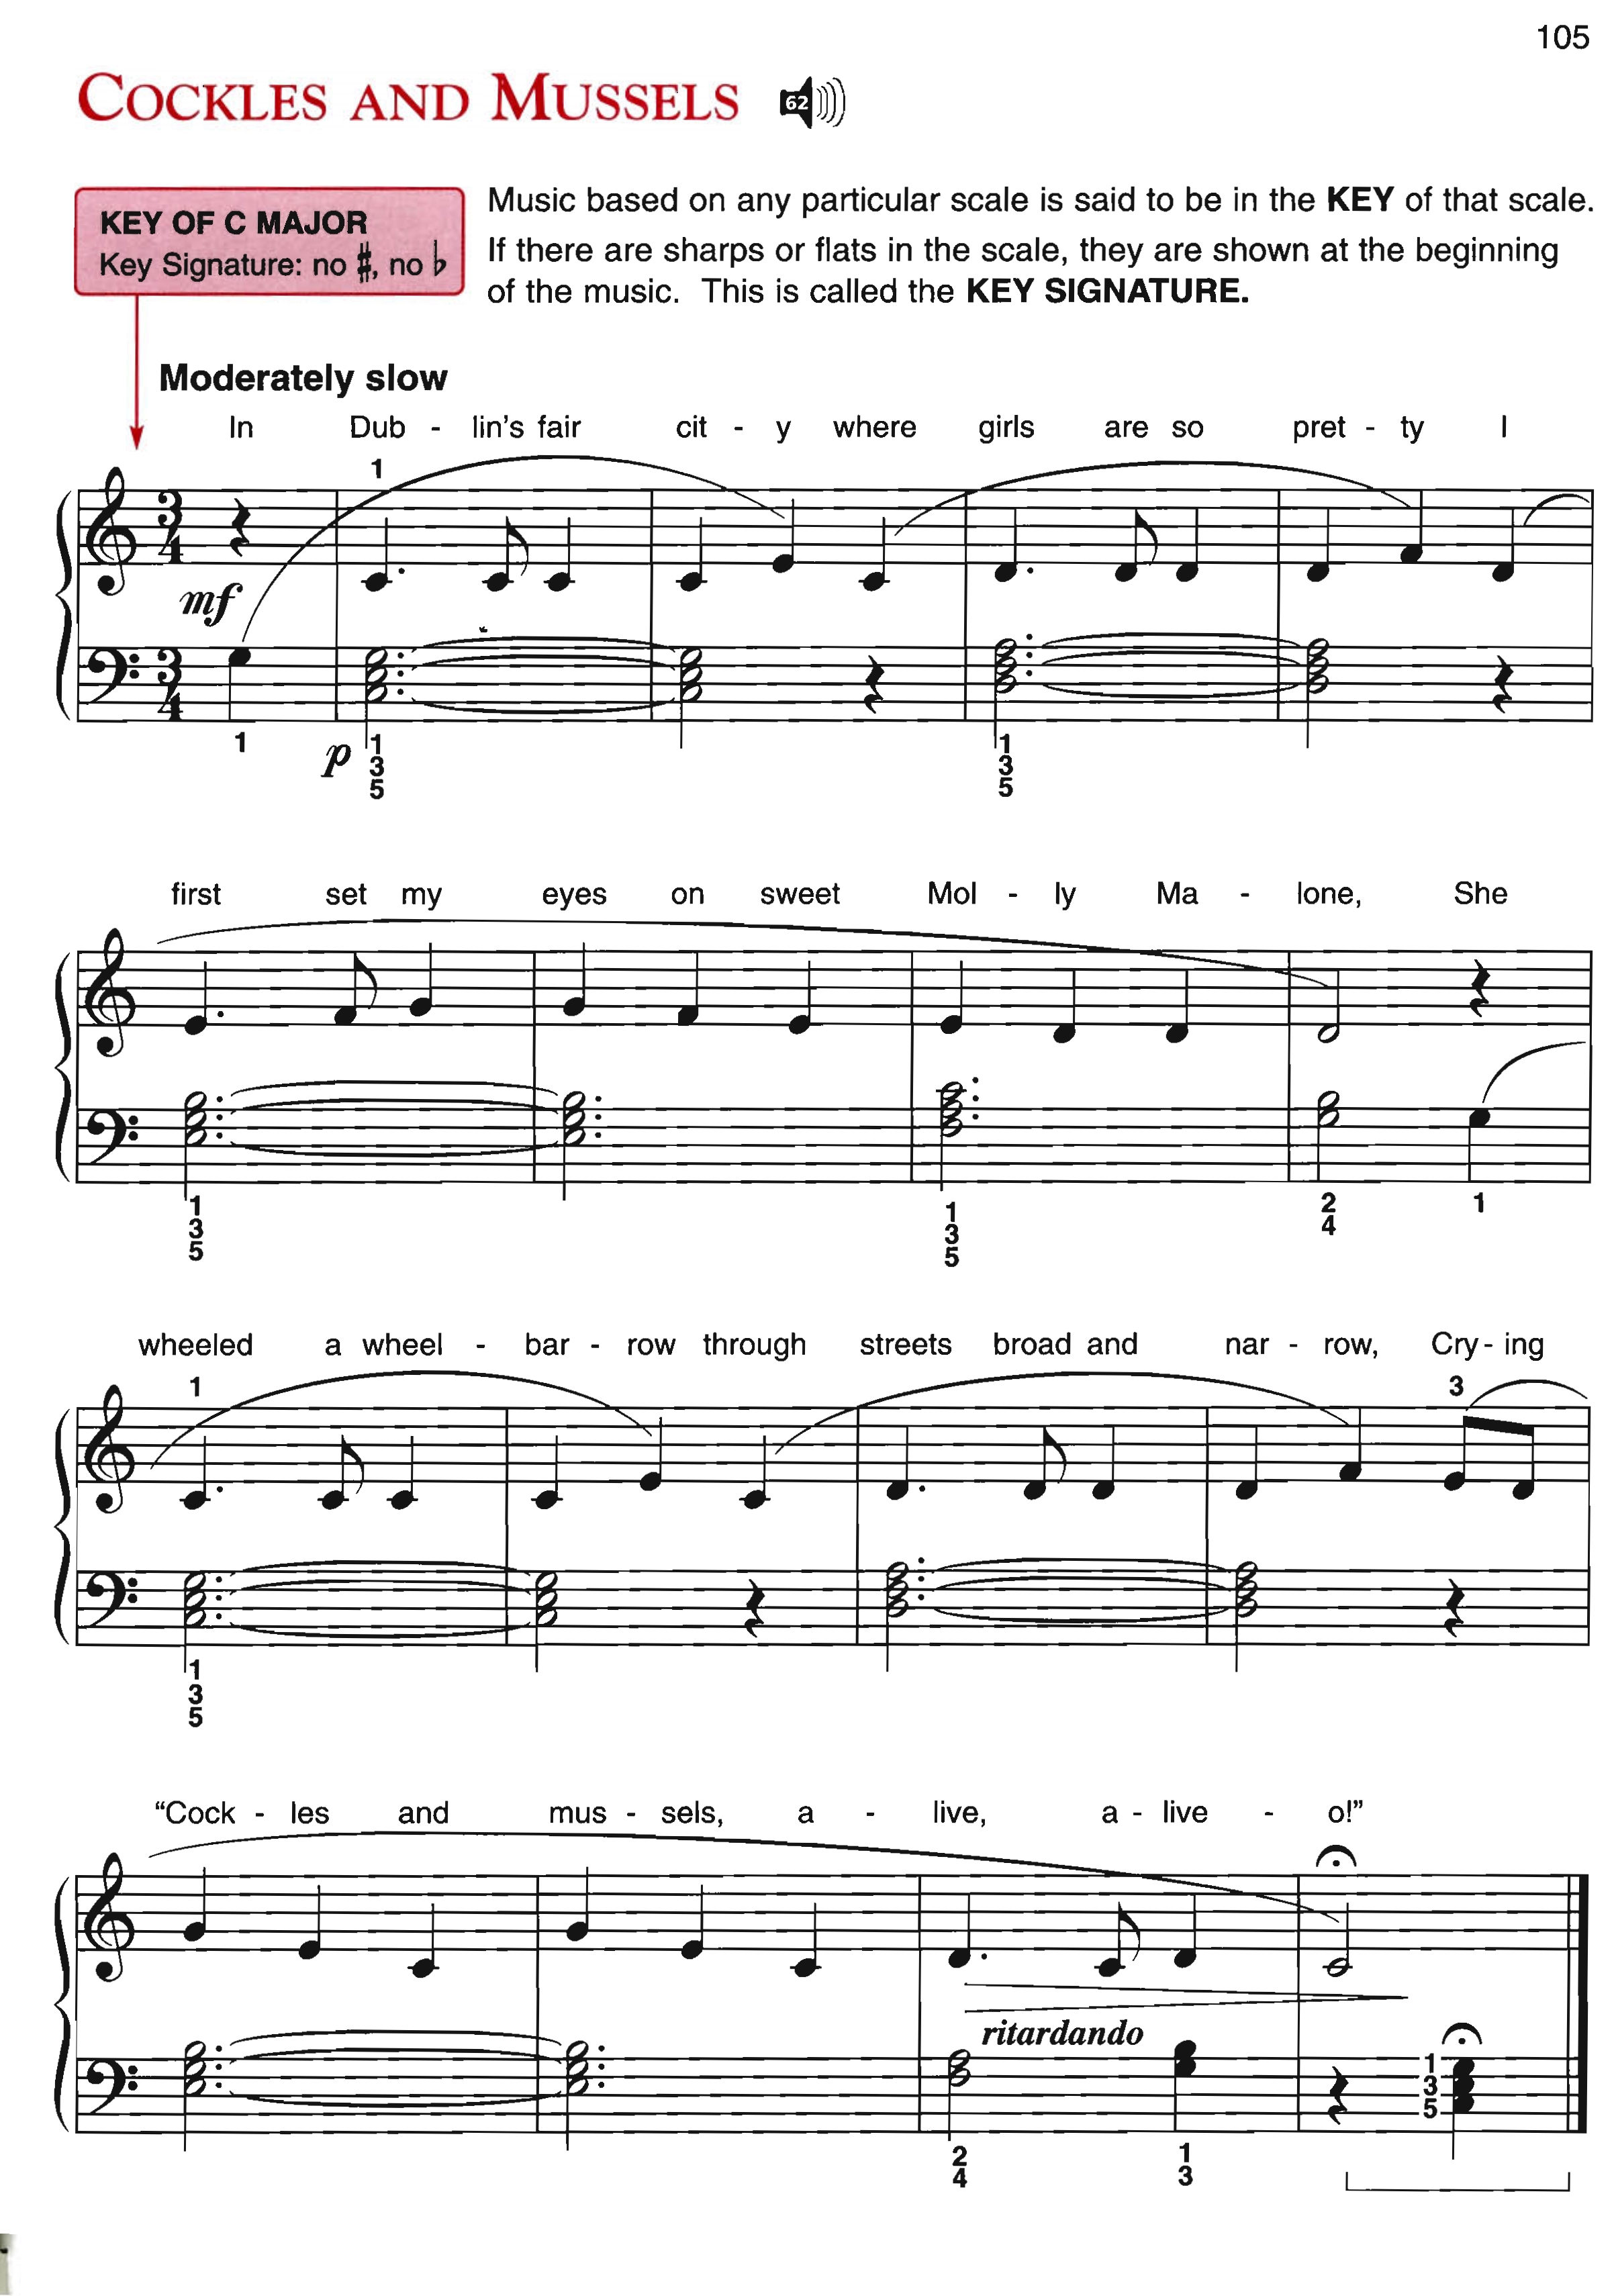 105
COCKLES AND MUSSELS 62
KEY OF C MAJOR
Key Signature: no ♯, no ♭
Music based on any particular scale is said to be in the KEY of that scale.
If there are sharps or flats in the scale, they are shown at the beginning
of the music. This is called the KEY SIGNATURE.
Moderately slow
In Dub - lin's fair cit - y where girls are so pret - ty I
1
3 4
mf
3 4
1 p 1 3 5 1 3 5
first set my eyes on sweet Mol - ly Ma - lone, She
1 3 5 1 3 5 2 4 1
wheeled a wheel - bar - row through streets broad and nar - row, Cry - ing
1 3
1 3 5
“Cock - les and mus - sels, a - live, a - live - o!”
ritardando
1 3 5
2 4 1 3